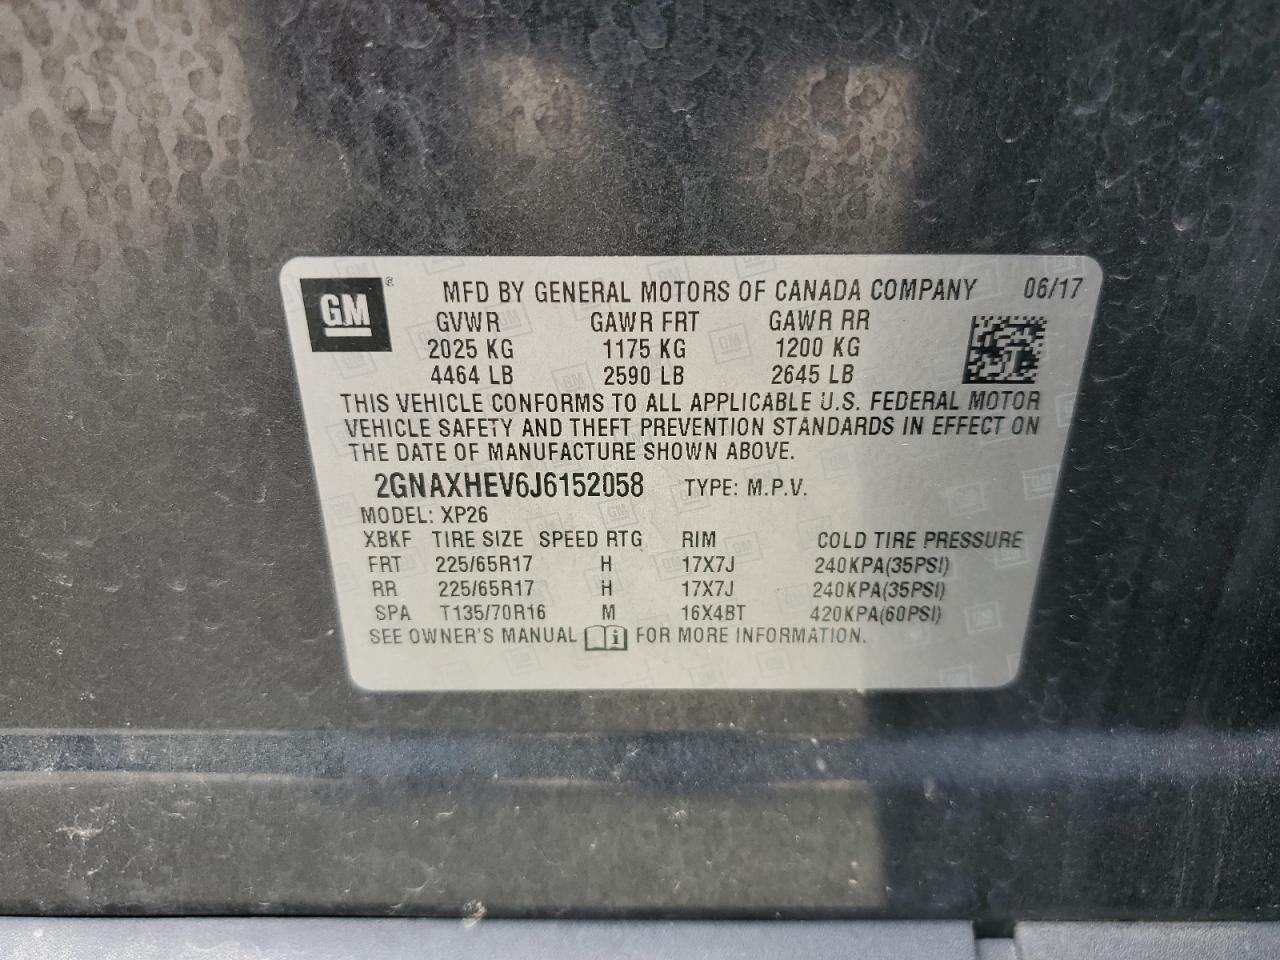 GM ® MFD BY GENERAL MOTORS OF CANADA COMPANY 06/17
GVWR GAWR FRT GAWR RR
2025 KG 1175 KG 1200 KG
4464 LB 2590 LB 2645 LB
THIS VEHICLE CONFORMS TO ALL APPLICABLE U.S. FEDERAL MOTOR
VEHICLE SAFETY AND THEFT PREVENTION STANDARDS IN EFFECT ON
THE DATE OF MANUFACTURE SHOWN ABOVE.
2GNAXHEV6J6152058 TYPE: M.P.V.
MODEL: XP26
XBKF TIRE SIZE SPEED RTG RIM COLD TIRE PRESSURE
FRT 225/65R17 H 17X7J 240KPA(35PSI)
RR 225/65R17 H 17X7J 240KPA(35PSI)
SPA T135/70R16 M 16X4BT 420KPA(60PSI)
SEE OWNER'S MANUAL i FOR MORE INFORMATION.